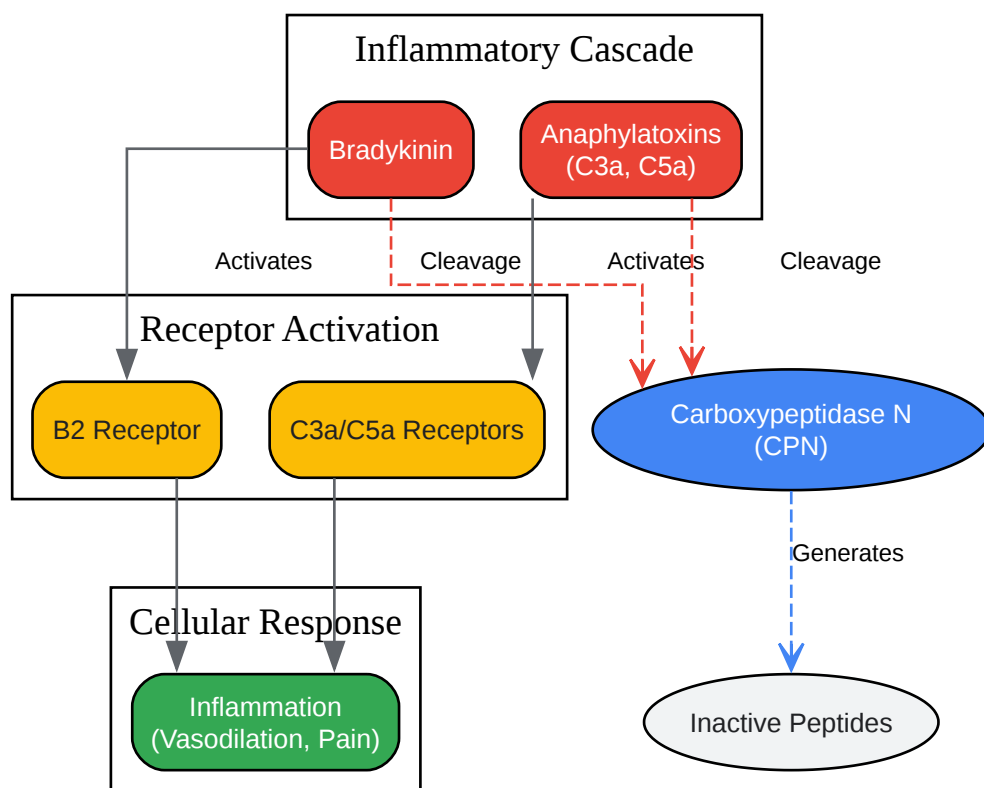 Inflammatory Cascade
Bradykinin
Anaphylatoxins
(C3a, C5a)
Activates
Cleavage
Activates
Cleavage
Receptor Activation
B2 Receptor
C3a/C5a Receptors
Carboxypeptidase N
(CPN)
Generates
Cellular Response
Inflammation
(Vasodilation, Pain)
Inactive Peptides